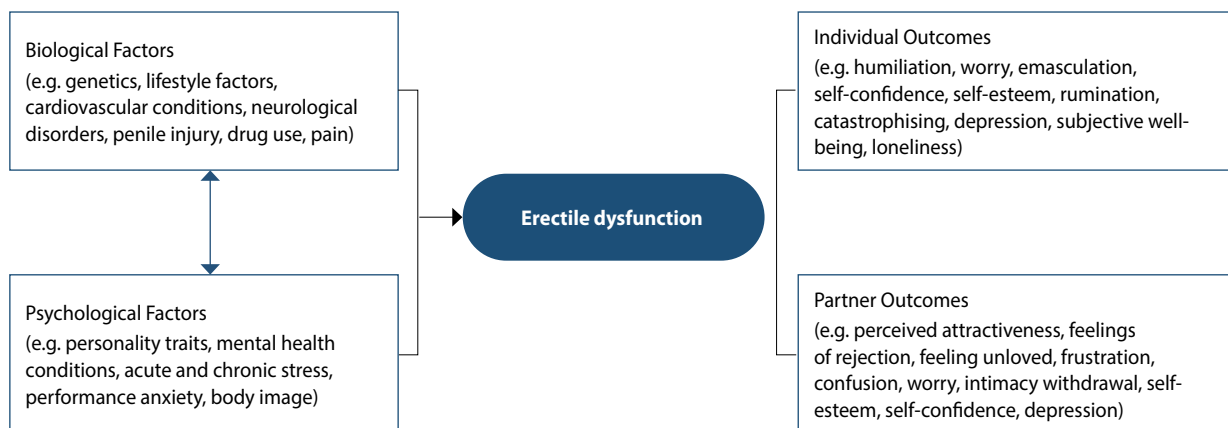 Biological Factors
(e.g. genetics, lifestyle factors,
cardiovascular conditions, neurological
disorders, penile injury, drug use, pain)
Psychological Factors
(e.g. personality traits, mental health
conditions, acute and chronic stress,
performance anxiety, body image)
Erectile dysfunction
Individual Outcomes
(e.g. humiliation, worry, emasculation,
self-confidence, self-esteem, rumination,
catastrophising, depression, subjective well-
being, loneliness)
Partner Outcomes
(e.g. perceived attractiveness, feelings
of rejection, feeling unloved, frustration,
confusion, worry, intimacy withdrawal, self-
esteem, self-confidence, depression)